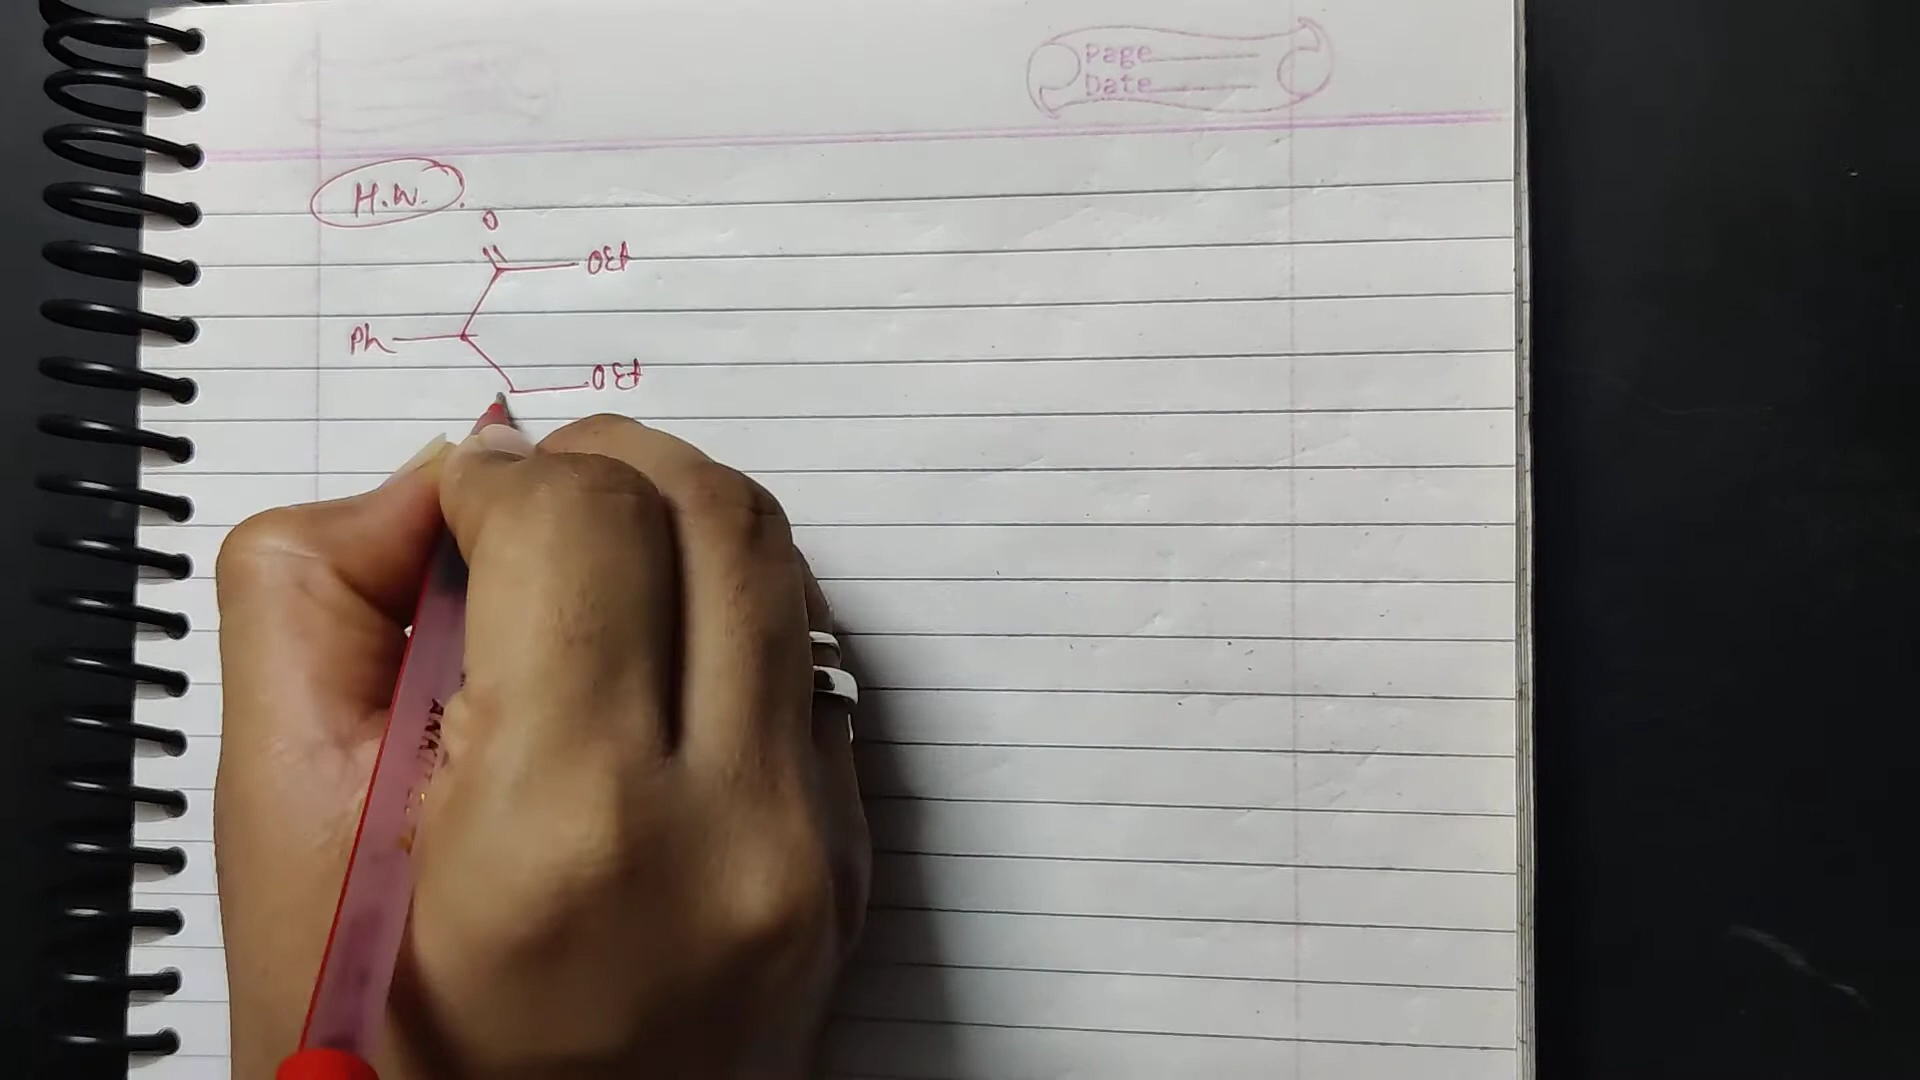 Page
Date
H.W.
O
OEt
Ph
OEt